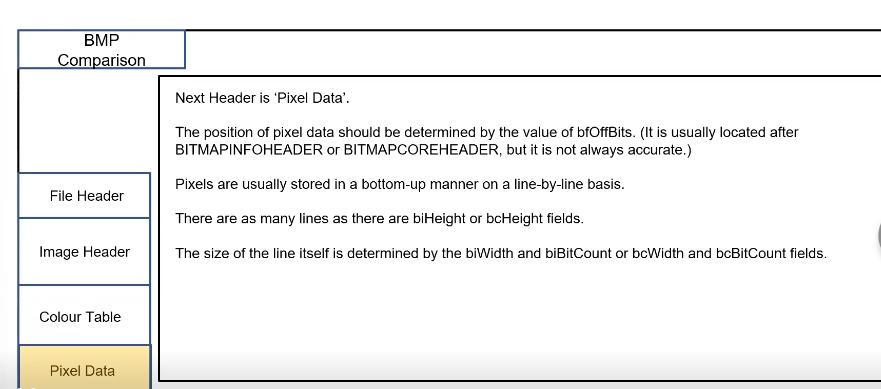 BMP
Comparison
Next Header is ‘Pixel Data’.
The position of pixel data should be determined by the value of bfOffBits. (It is usually located after
BITMAPINFOHEADER or BITMAPCOREHEADER, but it is not always accurate.)
Pixels are usually stored in a bottom-up manner on a line-by-line basis.
There are as many lines as there are biHeight or bcHeight fields.
The size of the line itself is determined by the biWidth and biBitCount or bcWidth and bcBitCount fields.
File Header
Image Header
Colour Table
Pixel Data